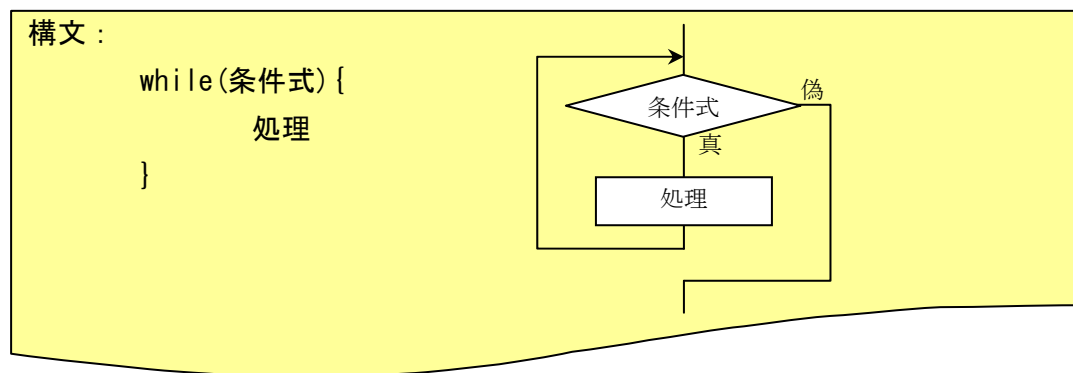 構文：
while(条件式){
処理
}
条件式
偽
真
処理